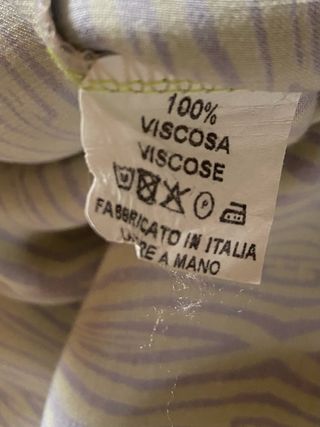 100%
VISCOSA
VISCOSE
P
FABBRICATO IN ITALIA
A MANO